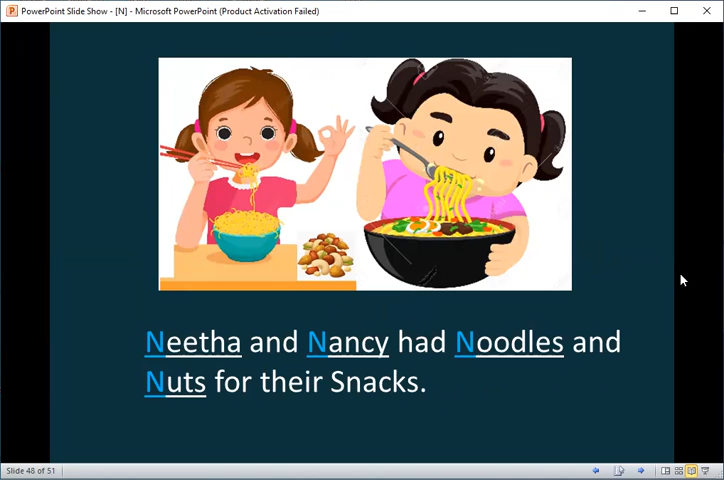 PowerPoint Slide Show - [N] - Microsoft PowerPoint (Product Activation Failed)
Neetha and Nancy had Noodles and
Nuts for their Snacks.
Slide 48 of 51